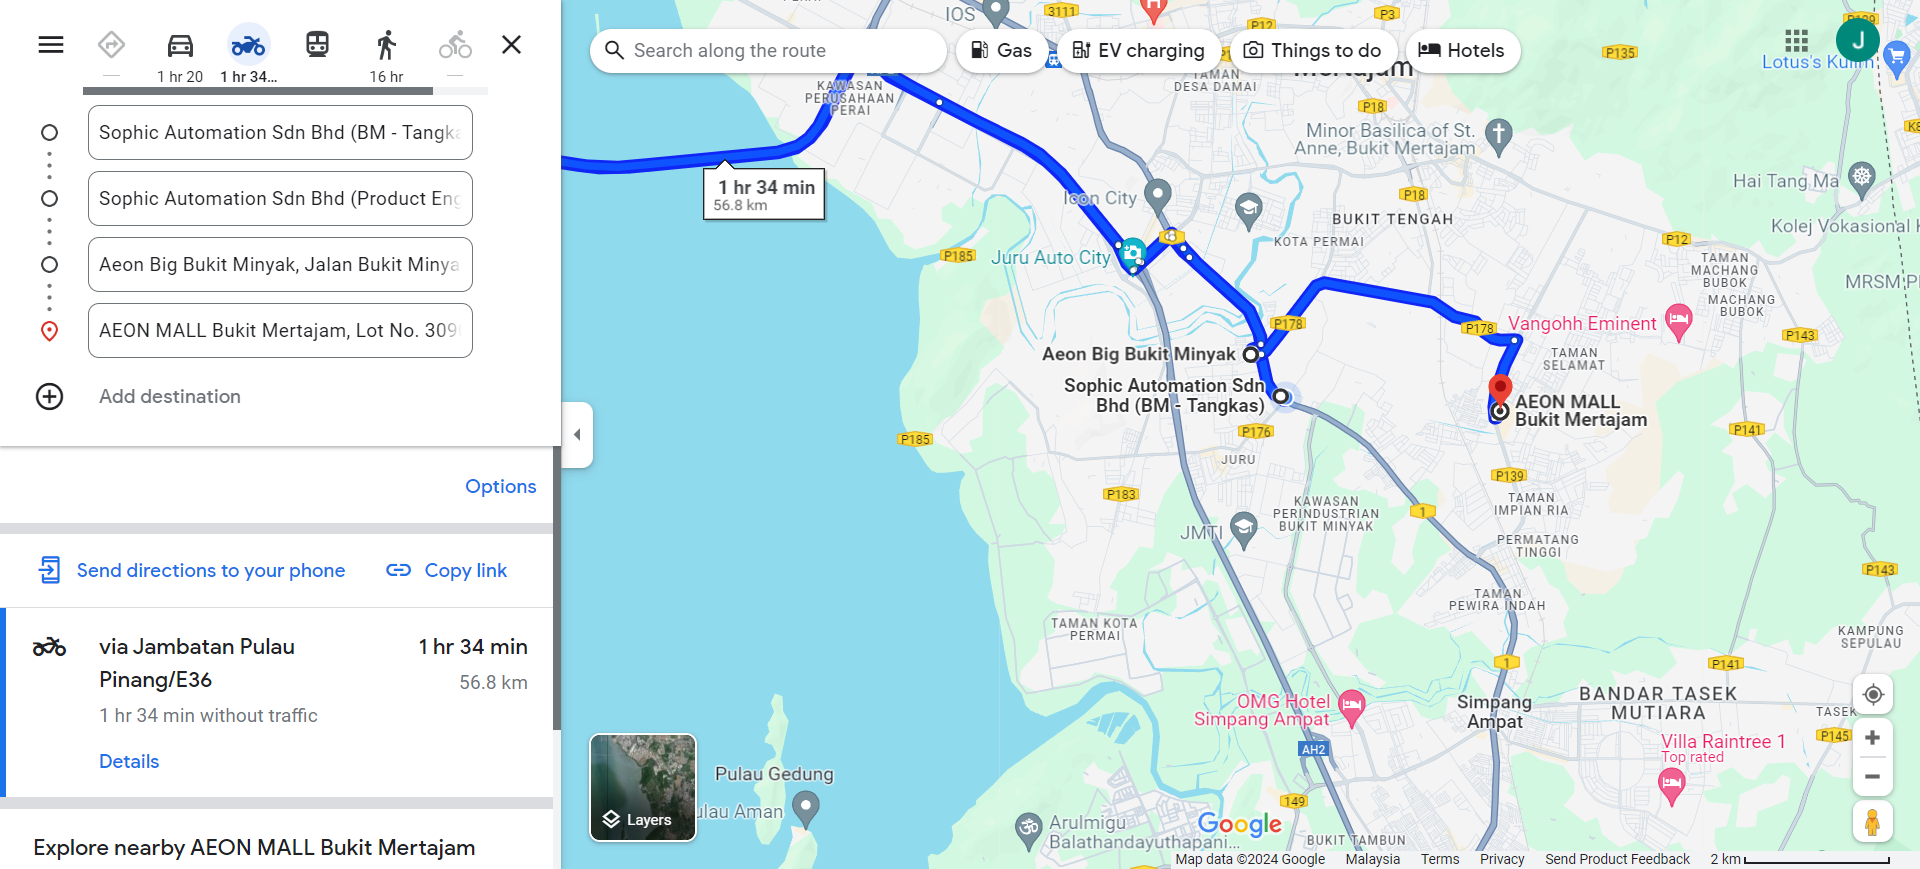 1 hr 20
1 hr 34...
16 hr
Sophic Automation Sdn Bhd (BM - Tangka
Sophic Automation Sdn Bhd (Product Eng
Aeon Big Bukit Minyak, Jalan Bukit Minya
AEON MALL Bukit Mertajam, Lot No. 309
Add destination
Options
Send directions to your phone
Copy link
via Jambatan Pulau
Pinang/E36
1 hr 34 min
56.8 km
1 hr 34 min without traffic
Details
Explore nearby AEON MALL Bukit Mertajam
Search along the route
Gas
EV charging
Things to do
Hotels
J
IOS
3111
P12
P3
P135
P129
Mertajam
Lotus's Kulim
KAWASAN
PERUSAHAAN
PERAI
TAMAN
DESA DAMAI
P18
Minor Basilica of St.
Anne, Bukit Mertajam
1 hr 34 min
56.8 km
Icon City
P18
BUKIT TENGAH
Hai Tang Ma
Kolej Vokasional
KOTA PERMAI
P12
TAMAN
MACHANG
BUBOK
P185
Juru Auto City
MRSM P
MACHANG
BUBOK
P178
P178
Vangohh Eminent
P143
Aeon Big Bukit Minyak
TAMAN
SELAMAT
Sophic Automation Sdn
Bhd (BM - Tangkas)
AEON MALL
Bukit Mertajam
P185
P176
P141
JURU
P139
P183
KAWASAN
PERINDUSTRIAN
BUKIT MINYAK
TAMAN
IMPIAN RIA
1
JMTI
PERMATANG
TINGGI
P143
TAMAN
PEWIRA INDAH
TAMAN KOTA
PERMAI
KAMPUNG
SEPULAU
1
P141
OMG Hotel
Simpang Ampat
Simpang
Ampat
BANDAR TASEK
MUTIARA
TASEK
P145
AH2
Villa Raintree 1
Top rated
Pulau Gedung
ulau Aman
149
Layers
Arulmigu
Balathandayuthapani...
Google
BUKIT TAMBUN
Map data ©2024 Google
Malaysia
Terms
Privacy
Send Product Feedback
2 km